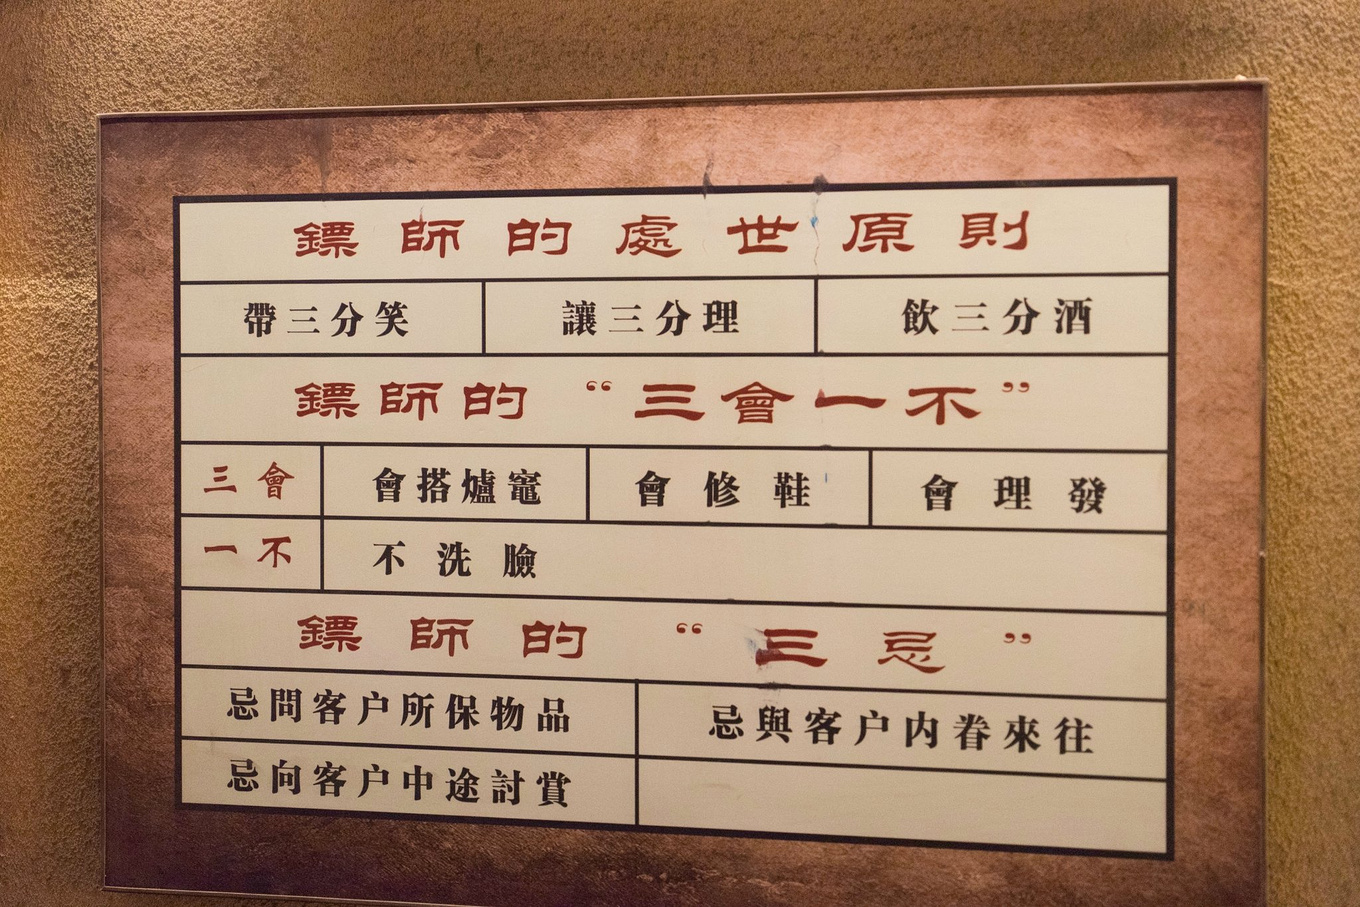 鏢師的處世原則
帶三分笑 讓三分理 飲三分酒
鏢師的“三會一不”
三會 會搭爐竈 會修鞋 會理發
一不 不洗臉
鏢師的“三忌”
忌問客户所保物品 忌與客户内眷來往
忌向客户中途討賞